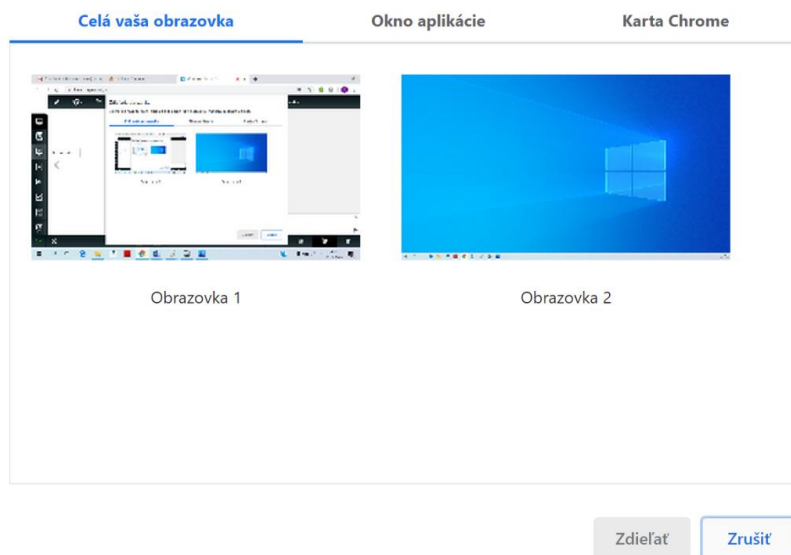 Celá vaša obrazovka Okno aplikácie Karta Chrome
Obrazovka 1 Obrazovka 2
Zdieľať Zrušiť